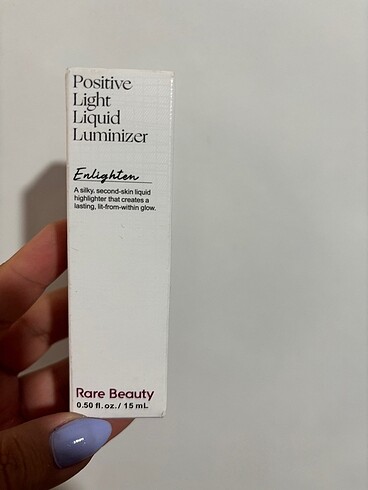 Positive
Light
Liquid
Luminizer
Enlighten
A silky, second-skin liquid
highlighter that creates a
lasting, lit-from-within glow.
Rare Beauty
0.50 fl. oz. / 15 mL